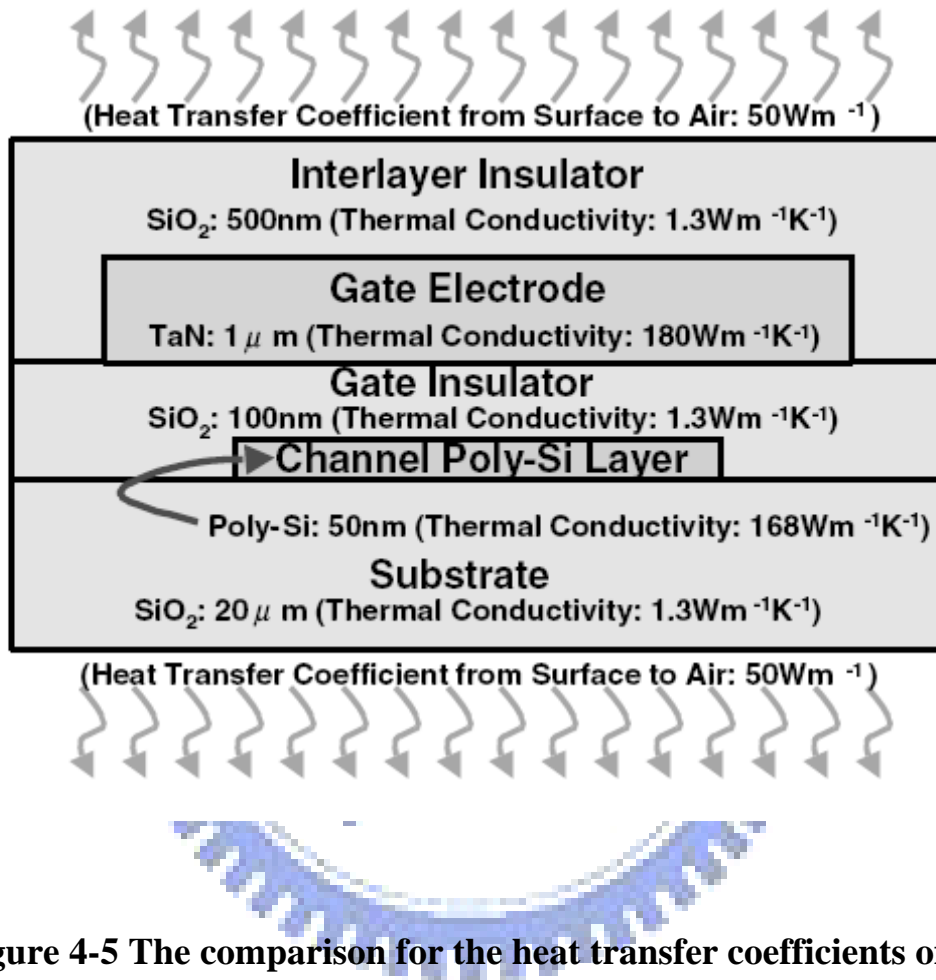 (Heat Transfer Coefficient from Surface to Air: 50Wm ⁻¹)
Interlayer Insulator
SiO₂: 500nm (Thermal Conductivity: 1.3Wm ⁻¹K⁻¹)
Gate Electrode
TaN: 1 μ m (Thermal Conductivity: 180Wm ⁻¹K⁻¹)
Gate Insulator
SiO₂: 100nm (Thermal Conductivity: 1.3Wm ⁻¹K⁻¹)
Channel Poly-Si Layer
Poly-Si: 50nm (Thermal Conductivity: 168Wm ⁻¹K⁻¹)
Substrate
SiO₂: 20 μ m (Thermal Conductivity: 1.3Wm ⁻¹K⁻¹)
(Heat Transfer Coefficient from Surface to Air: 50Wm ⁻¹)
gure 4-5 The comparison for the heat transfer coefficients o